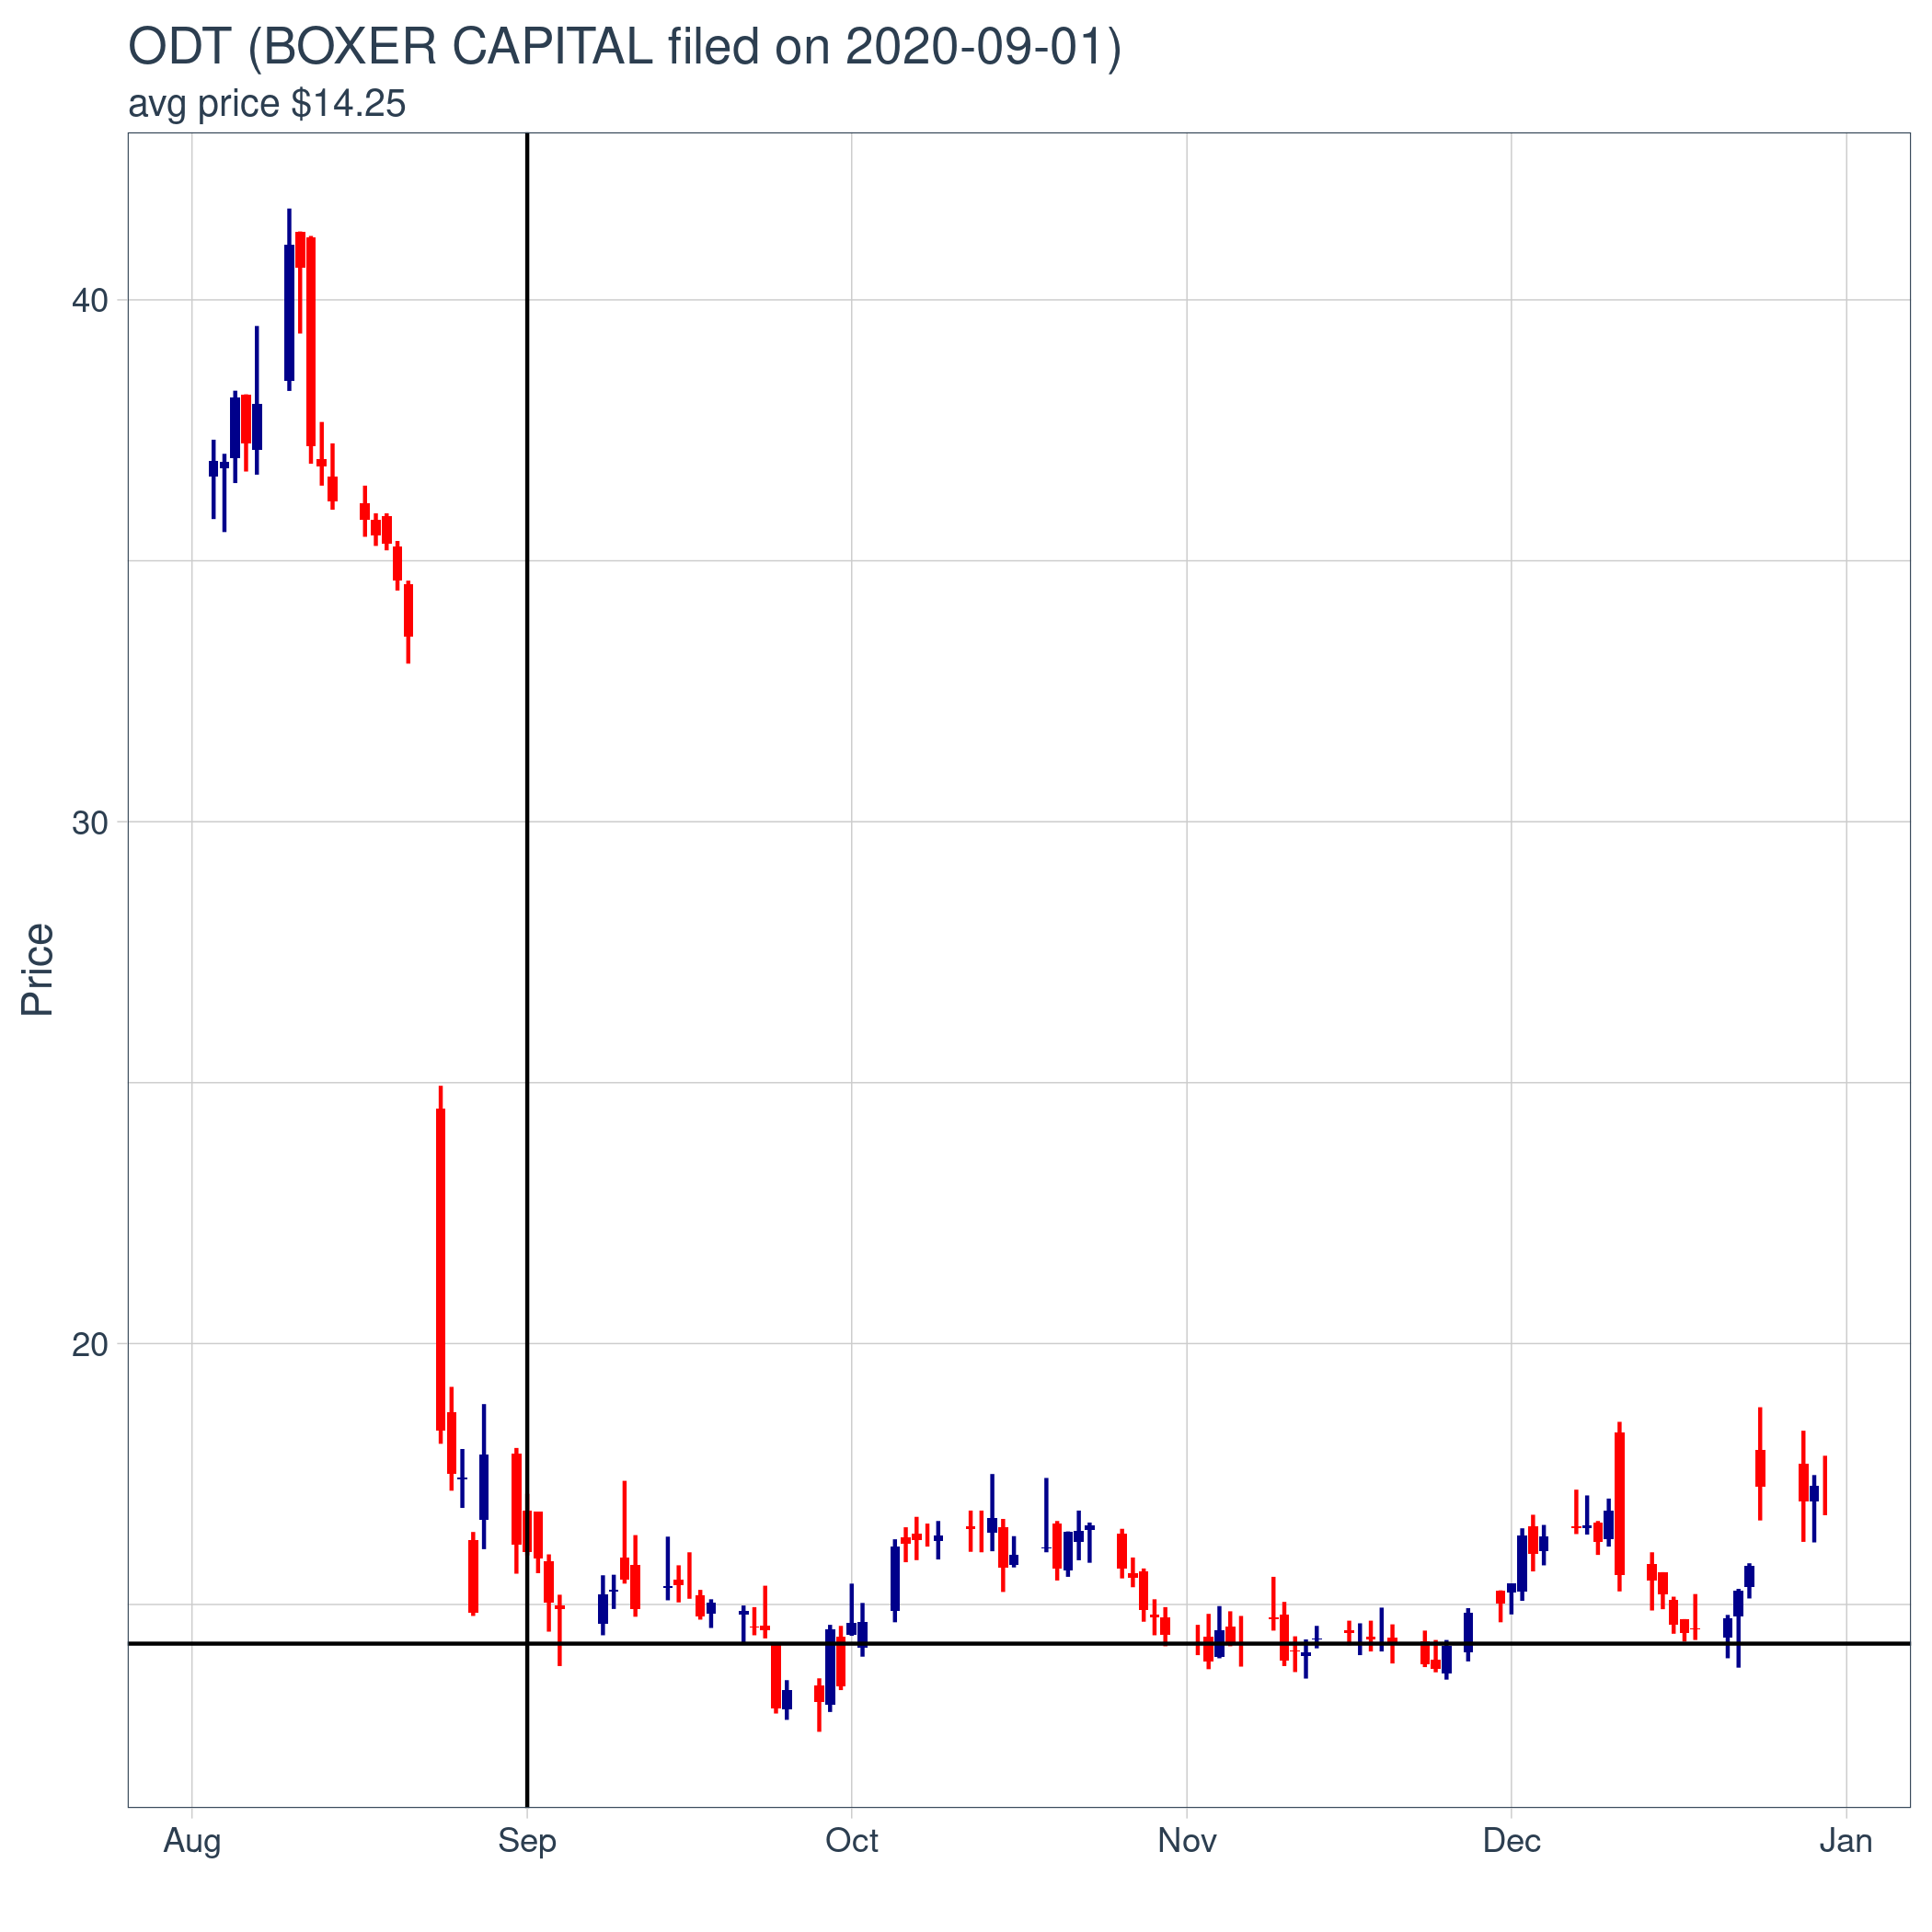 ODT (BOXER CAPITAL filed on 2020-09-01)
avg price $14.25
Price
40
30
20
Aug Sep Oct Nov Dec Jan